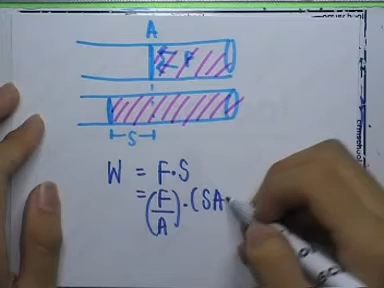 A
F
S
W = F·S
= (F/A)·(SA